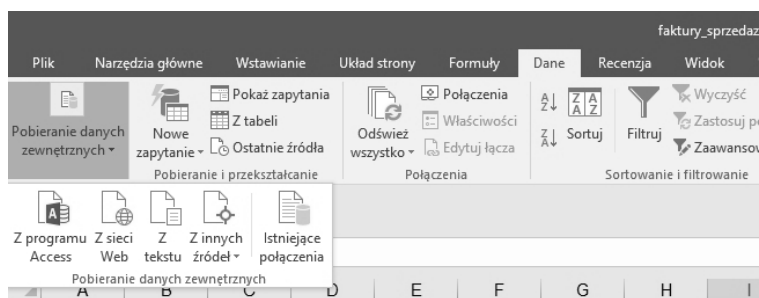 faktury_sprzedaz
Plik Narzędzia główne Wstawianie Układ strony Formuły Dane Recenzja Widok
Pobieranie danych zewnętrznych
Nowe zapytanie
Pokaż zapytania
Z tabeli
Ostatnie źródła
Pobieranie i przekształcanie
Odśwież wszystko
Połączenia
Właściwości
Edytuj łącza
Połączenia
A Z
Z A
Z A
A Z
Sortuj
Filtruj
Wyczyść
Zastosuj p
Zaawansow
Sortowanie i filtrowanie
Z programu Access
Z sieci Web
Z tekstu
Z innych źródeł
Istniejące połączenia
Pobieranie danych zewnętrznych
A B C D E F G H I